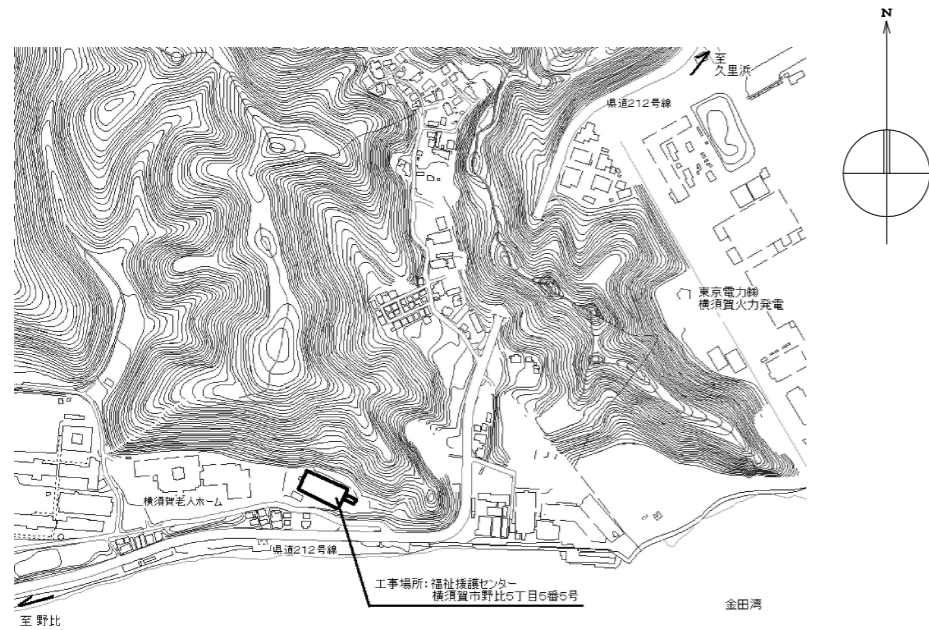 N
至
久里浜
県道212号線
東京電力㈱
横須賀火力発電
横須賀老人ホーム
県道212号線
工事場所:福祉援護センター
横須賀市野比5丁目5番5号
金田湾
至 野比